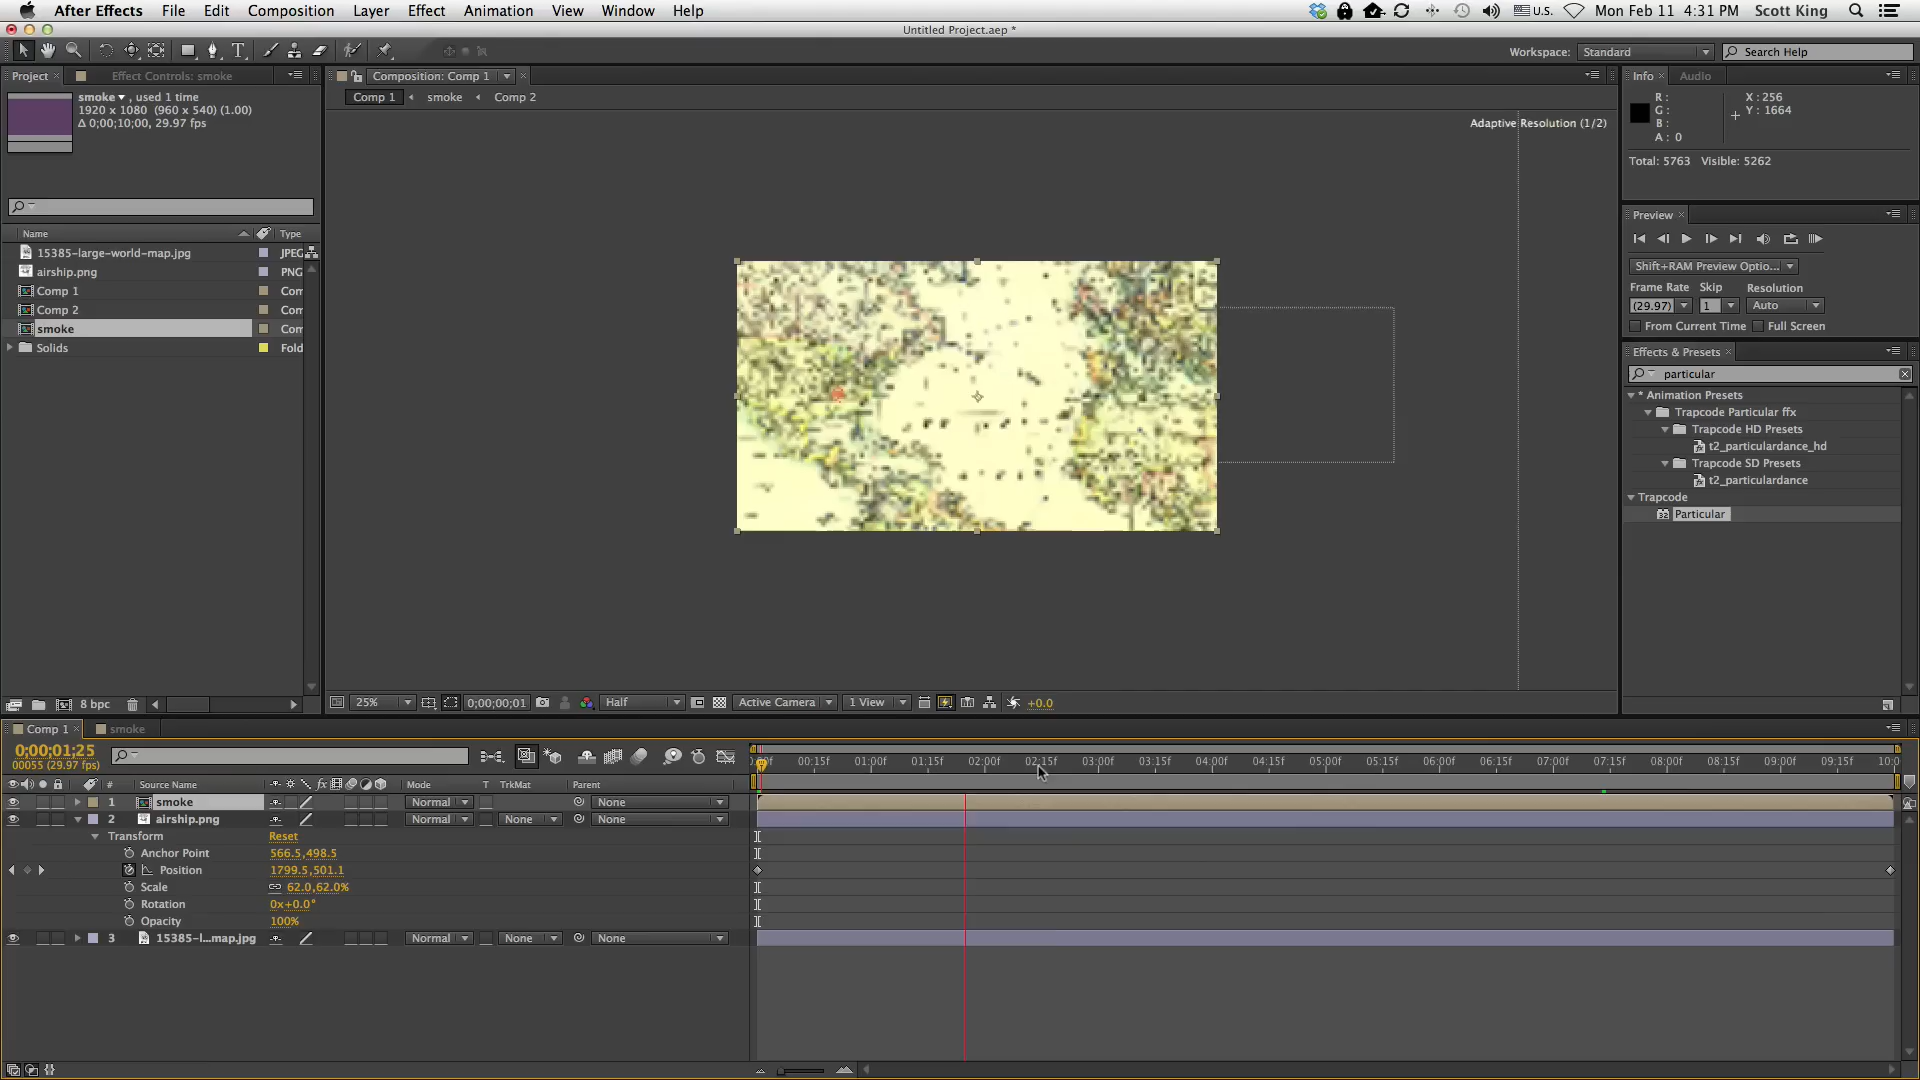 After Effects File Edit Composition Layer Effect Animation View Window Help
U.S. Mon Feb 11 4:31 PM Scott King
Untitled Project.aep *
Workspace: Standard Search Help
Project Effect Controls: smoke
Composition: Comp 1
Info Audio
smoke , used 1 time
1920 x 1080 (960 x 540) (1.00)
Δ 0;00;10;00, 29.97 fps
Comp 1 smoke Comp 2
R : X : 256
G : Y : 1664
B :
A : 0
Adaptive Resolution (1/2)
Total: 5763 Visible: 5262
Preview
Name Type
15385-large-world-map.jpg JPEG
airship.png PNG
Comp 1 Com
Comp 2 Com
smoke Com
Solids Fold
Shift+RAM Preview Optio...
Frame Rate Skip Resolution
(29.97) 1 Auto
From Current Time Full Screen
Effects & Presets
particular
* Animation Presets
Trapcode Particular ffx
Trapcode HD Presets
t2_particulardance_hd
Trapcode SD Presets
t2_particulardance
Trapcode
32 Particular
8 bpc
25% 0;00;00;01 Half Active Camera 1 View +0.0
Comp 1 smoke
0;00;01;25
00055 (29.97 fps)
00:15f 01:00f 01:15f 02:00f 02:15f 03:00f 03:15f 04:00f 04:15f 05:00f 05:15f 06:00f 06:15f 07:00f 07:15f 08:00f 08:15f 09:00f 09:15f 10:0
# Source Name fx Mode T TrkMat Parent
1 smoke Normal None
2 airship.png Normal None None
Transform Reset
Anchor Point 566.5,498.5
Position 1799.5,501.1
Scale 62.0,62.0%
Rotation 0x+0.0°
Opacity 100%
3 15385-l...map.jpg Normal None None